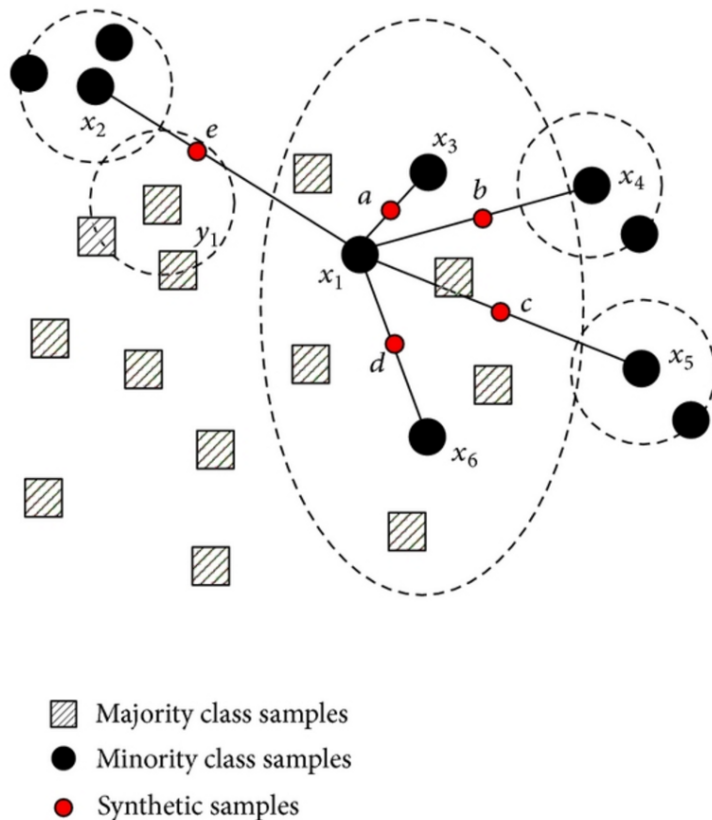 e
x2
x3
a
b
x4
y1
x1
c
d
x5
x6
Majority class samples
Minority class samples
Synthetic samples